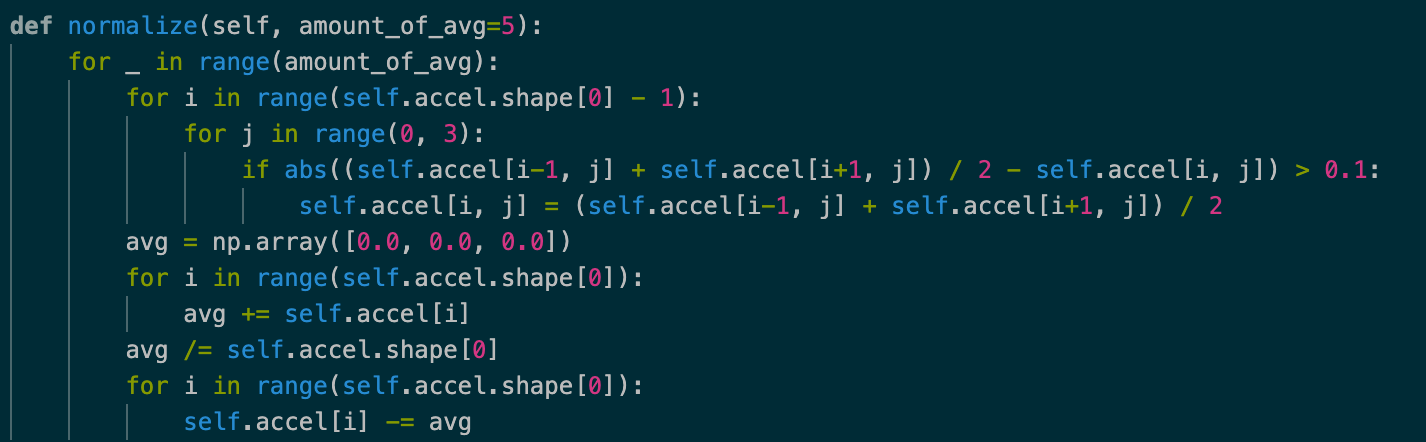 def normalize(self, amount_of_avg=5):
    for _ in range(amount_of_avg):
        for i in range(self.accel.shape[0] - 1):
            for j in range(0, 3):
                if abs((self.accel[i-1, j] + self.accel[i+1, j]) / 2 - self.accel[i, j]) > 0.1:
                    self.accel[i, j] = (self.accel[i-1, j] + self.accel[i+1, j]) / 2
        avg = np.array([0.0, 0.0, 0.0])
        for i in range(self.accel.shape[0]):
            avg += self.accel[i]
        avg /= self.accel.shape[0]
        for i in range(self.accel.shape[0]):
            self.accel[i] -= avg